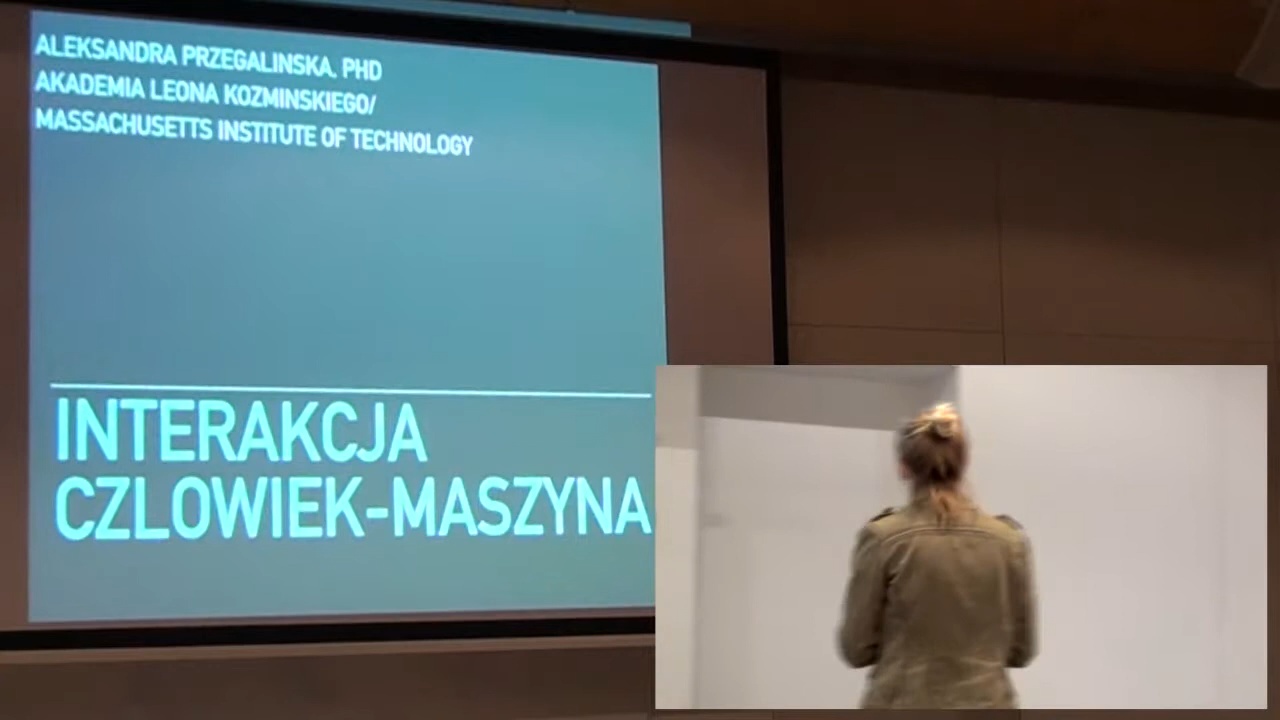 ALEKSANDRA PRZEGALINSKA, PHD
AKADEMIA LEONA KOZMINSKIEGO/
MASSACHUSETTS INSTITUTE OF TECHNOLOGY
INTERAKCJA
CZLOWIEK-MASZYNA